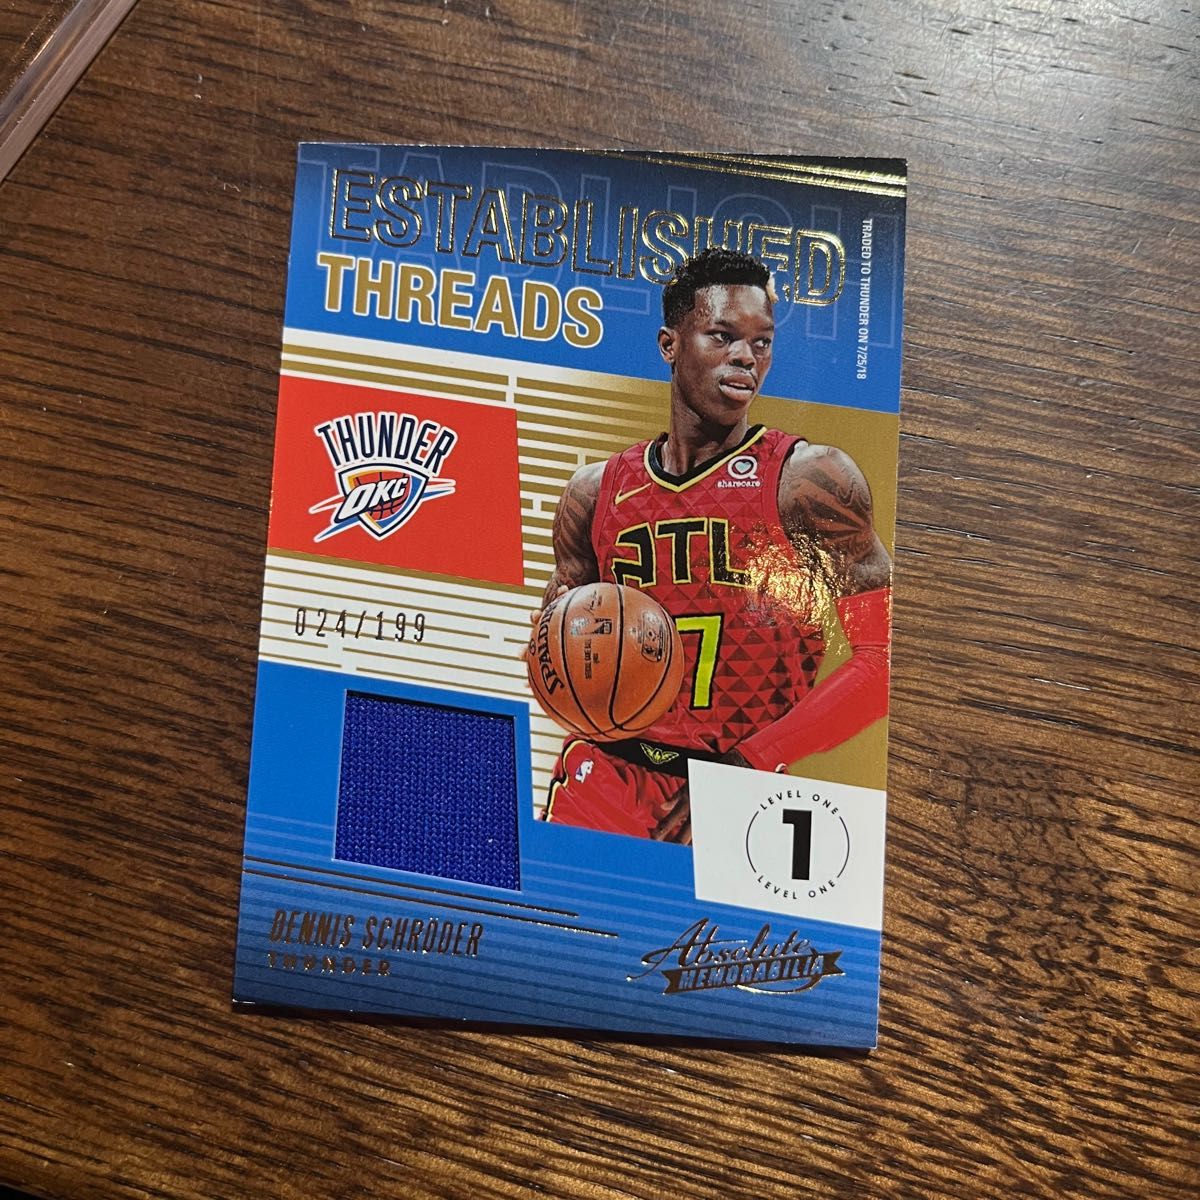 ESTABLISHED
THREADS
TRADED TO THUNDER ON 7/25/18
THUNDER
OKC
sharecare
ATL
7
SPALDING
024/199
LEVEL ONE
1
LEVEL ONE
DENNIS SCHRÖDER
THUNDER
Absolute
MEMORABILIA